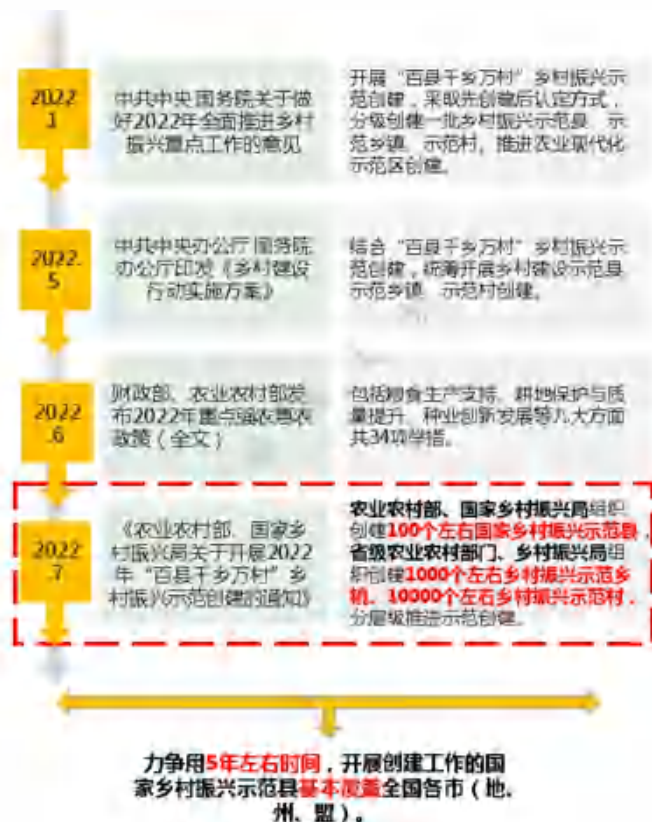 2022.
1
中共中央 国务院关于做
好2022年全面推进乡村
振兴重点工作的意见
开展“百县千乡万村”乡村振兴示
范创建，采取先创建后认定方式，
分级创建一批乡村振兴示范县、示
范乡镇、示范村，推进农业现代化
示范区创建。
2022.
5
中共中央办公厅 国务院
办公厅印发《乡村建设
行动实施方案》
结合“百县千乡万村”乡村振兴示
范创建，统筹开展乡村建设示范县、
示范乡镇、示范村创建。
2022
.6
财政部、农业农村部发
布2022年重点强农惠农
政策（全文）
包括粮食生产支持、耕地保护与质
量提升、种业创新发展等八大方面
共34项举措。
2022
.7
《农业农村部、国家乡
村振兴局关于开展2022
年“百县千乡万村”乡
村振兴示范创建的通知》
农业农村部、国家乡村振兴局组织
创建100个左右国家乡村振兴示范县，
省级农业农村部门、乡村振兴局组
织创建1000个左右乡村振兴示范乡
镇、10000个左右乡村振兴示范村，
分层级推进示范创建。
力争用5年左右时间，开展创建工作的国
家乡村振兴示范县基本覆盖全国各市（地、
州、盟）。